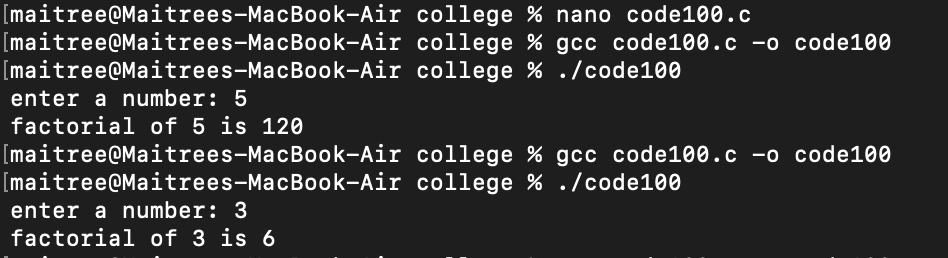 [maitree@Maitrees-MacBook-Air college % nano code100.c
[maitree@Maitrees-MacBook-Air college % gcc code100.c -o code100
[maitree@Maitrees-MacBook-Air college % ./code100
enter a number: 5
factorial of 5 is 120
[maitree@Maitrees-MacBook-Air college % gcc code100.c -o code100
[maitree@Maitrees-MacBook-Air college % ./code100
enter a number: 3
factorial of 3 is 6